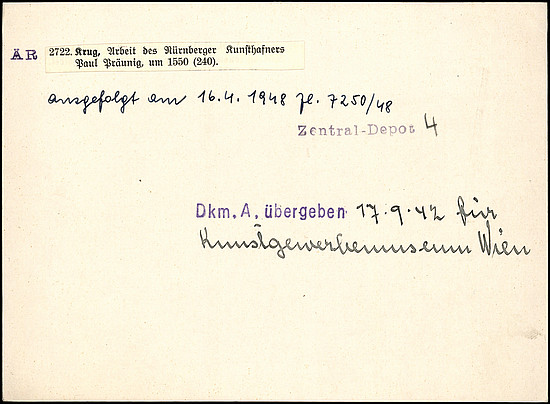 ÄR 2722. Krug, Arbeit des Nürnberger Kunsthafners
Paul Präunig, um 1550 (240).
ausgefolgt am 16.4.1948 Zl. 7250/48
Zentral-Depot 4
Dkm. A. übergeben 17.9.42 für
Kunstgewerbemuseum Wien